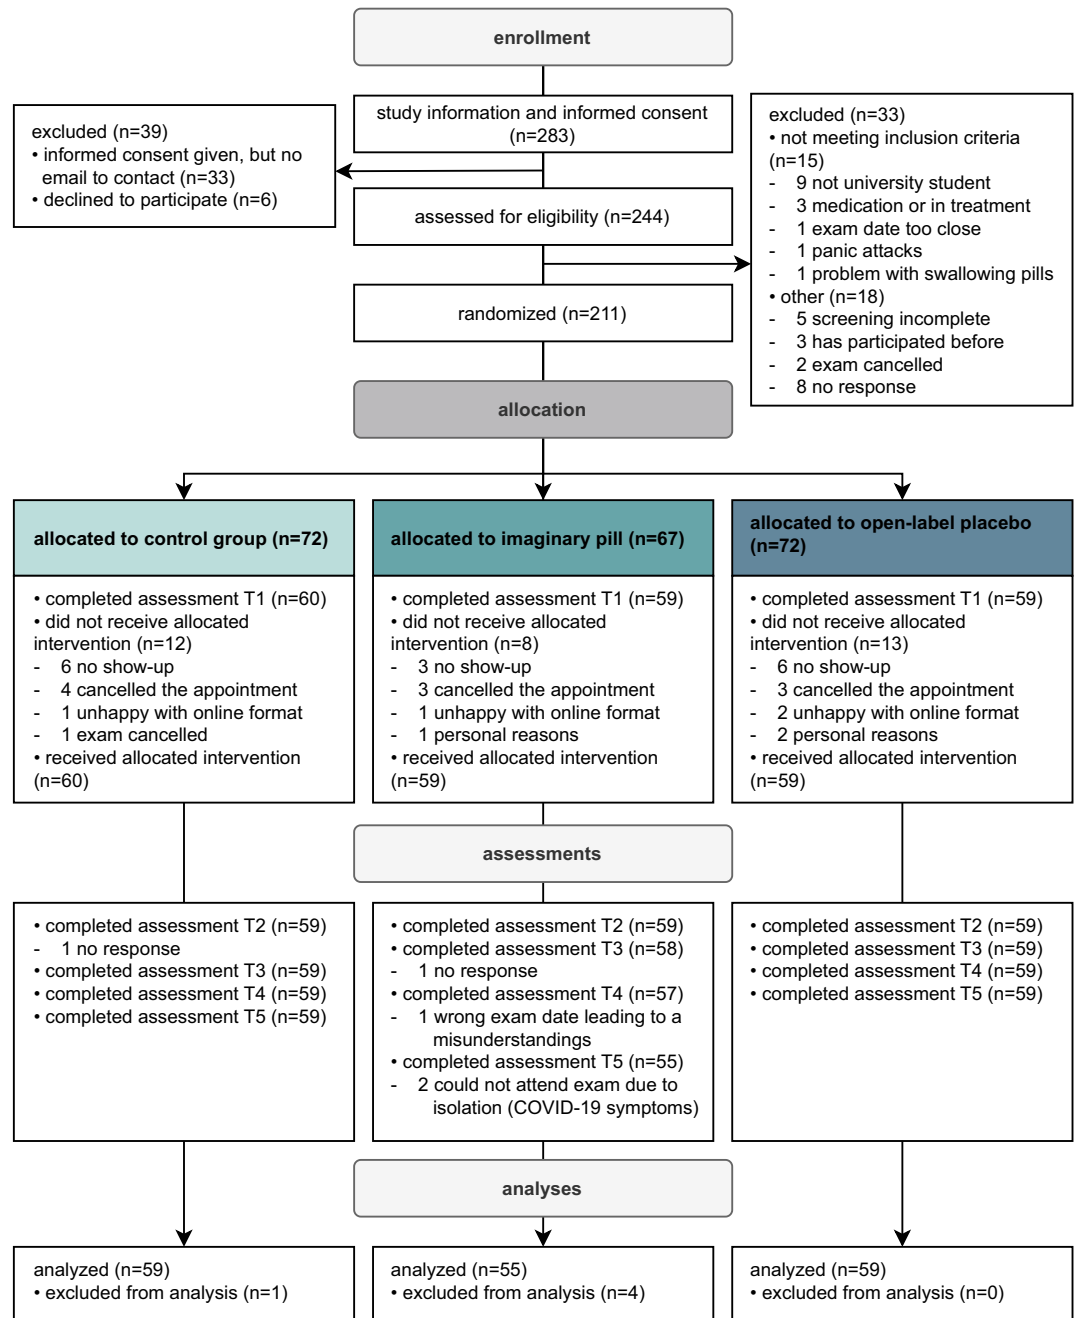 enrollment
study information and informed consent
(n=283)
excluded (n=39)
• informed consent given, but no
email to contact (n=33)
• declined to participate (n=6)
assessed for eligibility (n=244)
excluded (n=33)
• not meeting inclusion criteria
(n=15)
- 9 not university student
- 3 medication or in treatment
- 1 exam date too close
- 1 panic attacks
- 1 problem with swallowing pills
• other (n=18)
- 5 screening incomplete
- 3 has participated before
- 2 exam cancelled
- 8 no response
randomized (n=211)
allocation
allocated to control group (n=72)
• completed assessment T1 (n=60)
• did not receive allocated
intervention (n=12)
- 6 no show-up
- 4 cancelled the appointment
- 1 unhappy with online format
- 1 exam cancelled
• received allocated intervention
(n=60)
allocated to imaginary pill (n=67)
• completed assessment T1 (n=59)
• did not receive allocated
intervention (n=8)
- 3 no show-up
- 3 cancelled the appointment
- 1 unhappy with online format
- 1 personal reasons
• received allocated intervention
(n=59)
allocated to open-label placebo
(n=72)
• completed assessment T1 (n=59)
• did not receive allocated
intervention (n=13)
- 6 no show-up
- 3 cancelled the appointment
- 2 unhappy with online format
- 2 personal reasons
• received allocated intervention
(n=59)
assessments
• completed assessment T2 (n=59)
- 1 no response
• completed assessment T3 (n=59)
• completed assessment T4 (n=59)
• completed assessment T5 (n=59)
• completed assessment T2 (n=59)
• completed assessment T3 (n=58)
- 1 no response
• completed assessment T4 (n=57)
- 1 wrong exam date leading to a
misunderstandings
• completed assessment T5 (n=55)
- 2 could not attend exam due to
isolation (COVID-19 symptoms)
• completed assessment T2 (n=59)
• completed assessment T3 (n=59)
• completed assessment T4 (n=59)
• completed assessment T5 (n=59)
analyses
analyzed (n=59)
• excluded from analysis (n=1)
analyzed (n=55)
• excluded from analysis (n=4)
analyzed (n=59)
• excluded from analysis (n=0)